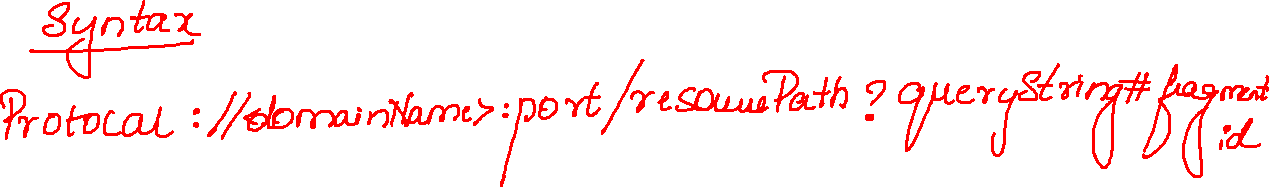 Syntax
Protocal://<domainName>:port/resourcePath?queryString#fragment
id